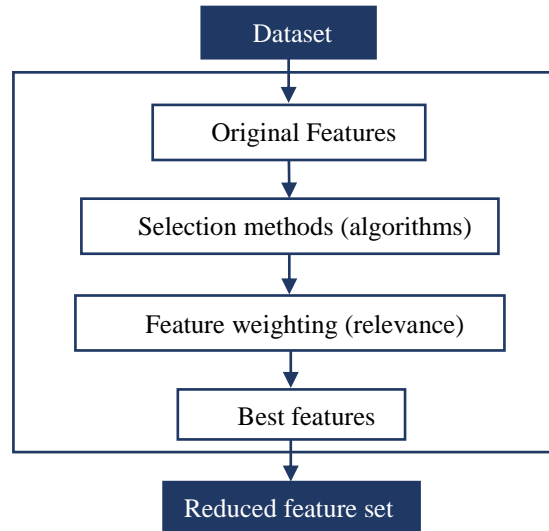 Dataset
Original Features
Selection methods (algorithms)
Feature weighting (relevance)
Best features
Reduced feature set